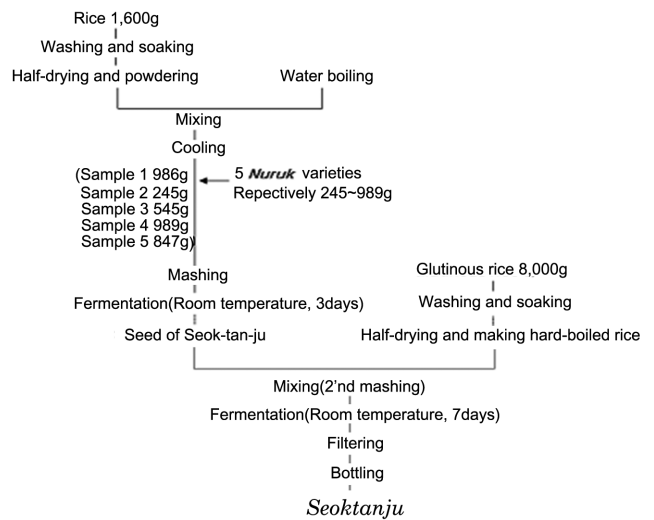 Rice 1,600g
Washing and soaking
Half-drying and powdering
Water boiling
Mixing
Cooling
(Sample 1 986g
Sample 2 245g
Sample 3 545g
Sample 4 989g
Sample 5 847g)
5 Nuruk varieties
Repectively 245~989g
Mashing
Fermentation(Room temperature, 3days)
Seed of Seok-tan-ju
Glutinous rice 8,000g
Washing and soaking
Half-drying and making hard-boiled rice
Mixing(2’nd mashing)
Fermentation(Room temperature, 7days)
Filtering
Bottling
Seoktanju